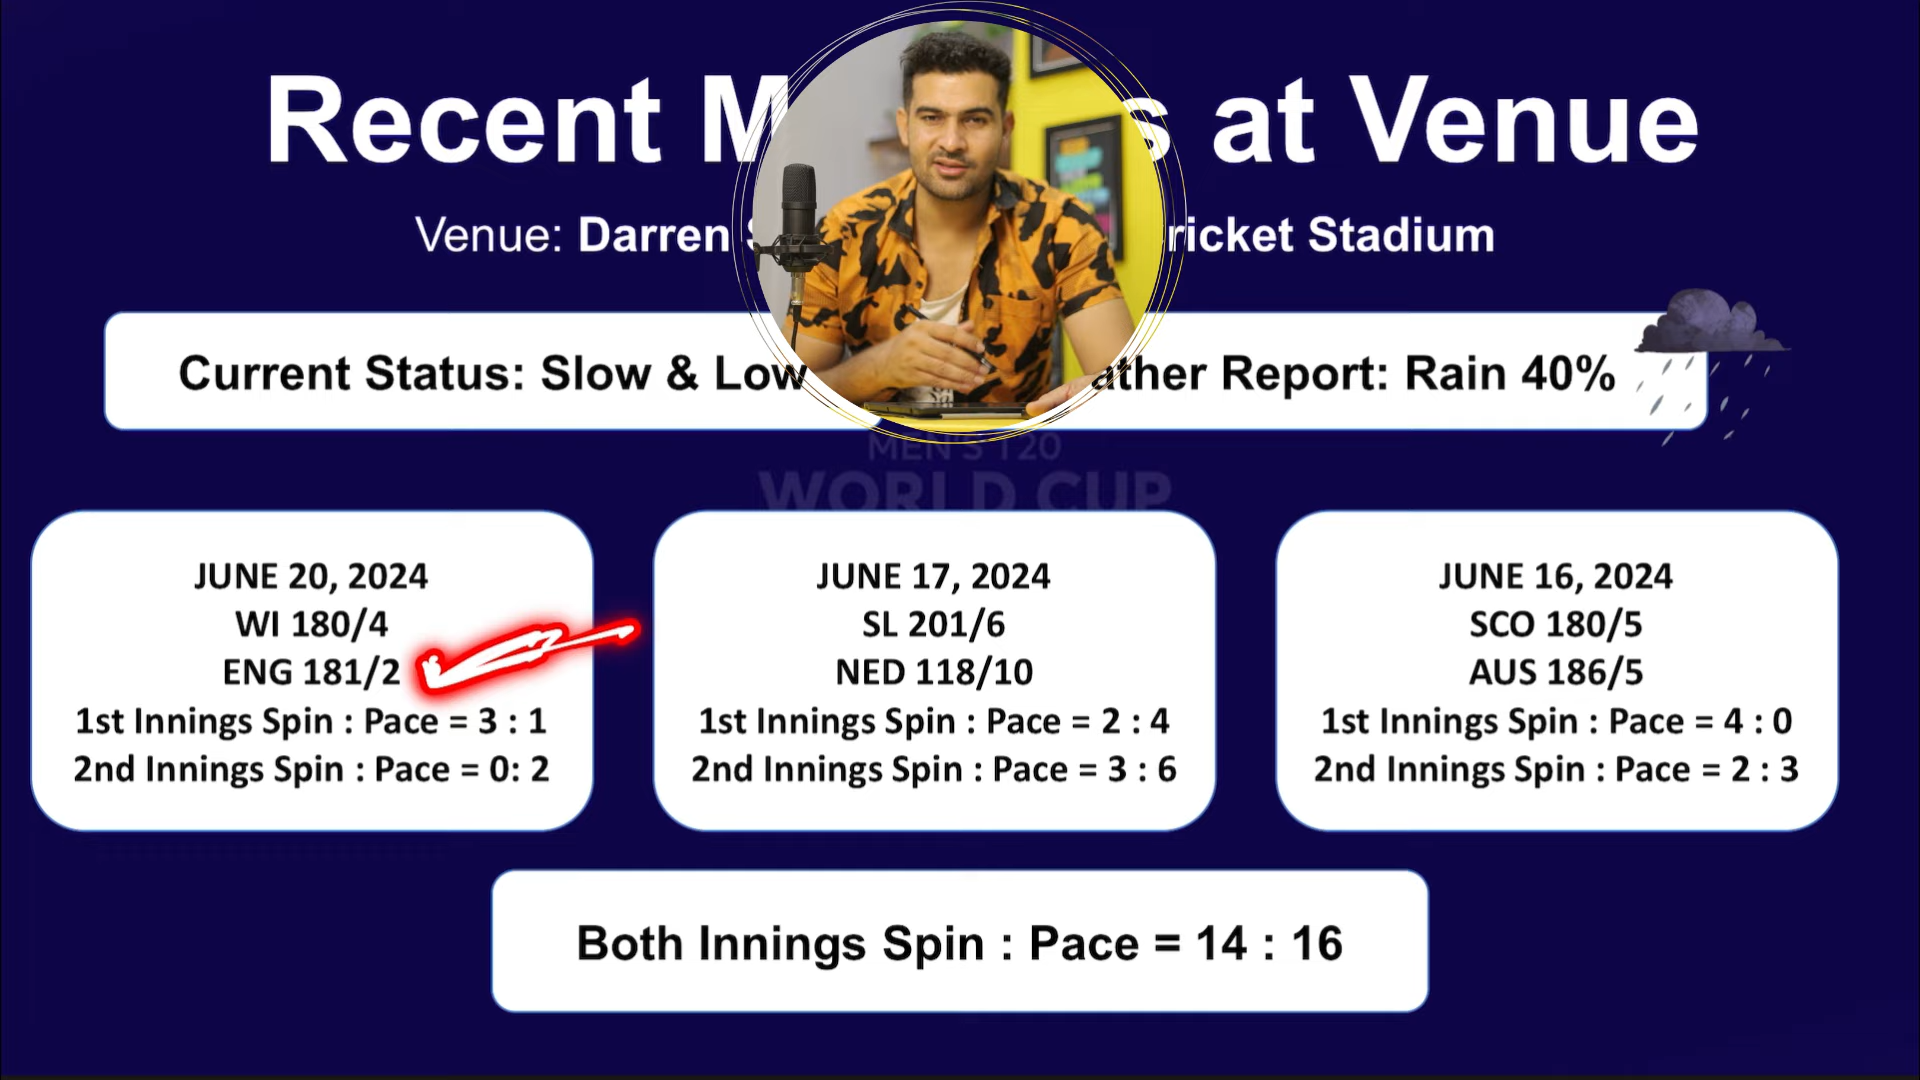 Recent M s at Venue
Venue: Darren ricket Stadium
Current Status: Slow & Low ather Report: Rain 40%
MEN'S T20
WORLD CUP
JUNE 20, 2024
WI 180/4
ENG 181/2
1st Innings Spin : Pace = 3 : 1
2nd Innings Spin : Pace = 0: 2
JUNE 17, 2024
SL 201/6
NED 118/10
1st Innings Spin : Pace = 2 : 4
2nd Innings Spin : Pace = 3 : 6
JUNE 16, 2024
SCO 180/5
AUS 186/5
1st Innings Spin : Pace = 4 : 0
2nd Innings Spin : Pace = 2 : 3
Both Innings Spin : Pace = 14 : 16